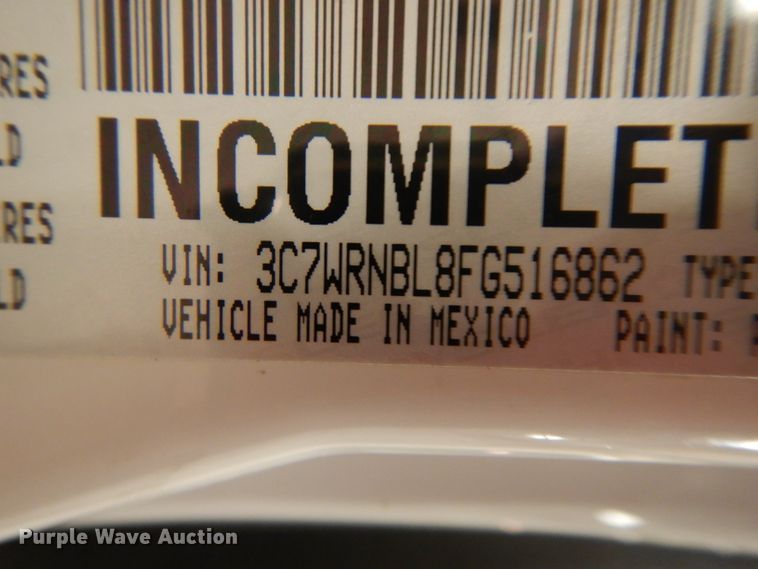 RES
LD
INCOMPLET
RES
LD
VIN: 3C7WRNBL8FG516862 TYPE
VEHICLE MADE IN MEXICO PAINT:
Purple Wave Auction